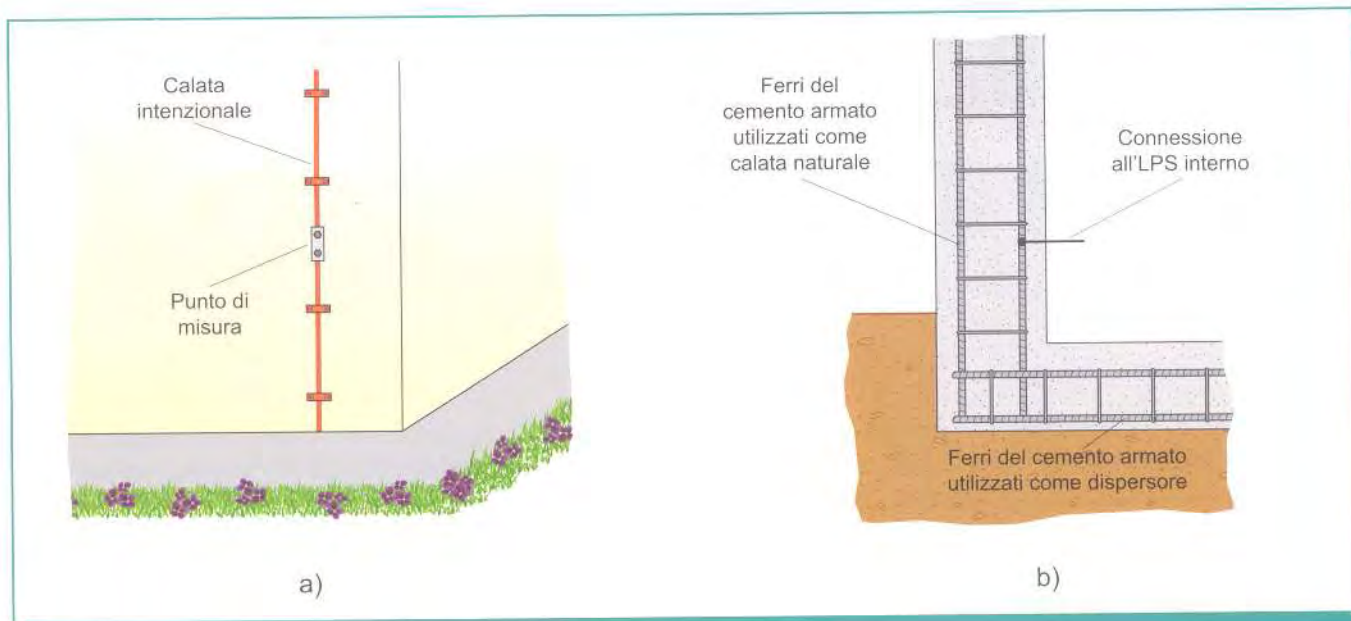 Calata
intenzionale
Punto di
misura
a)
Ferri del
cemento armato
utilizzati come
calata naturale
Connessione
all'LPS interno
Ferri del cemento armato
utilizzati come dispersore
b)